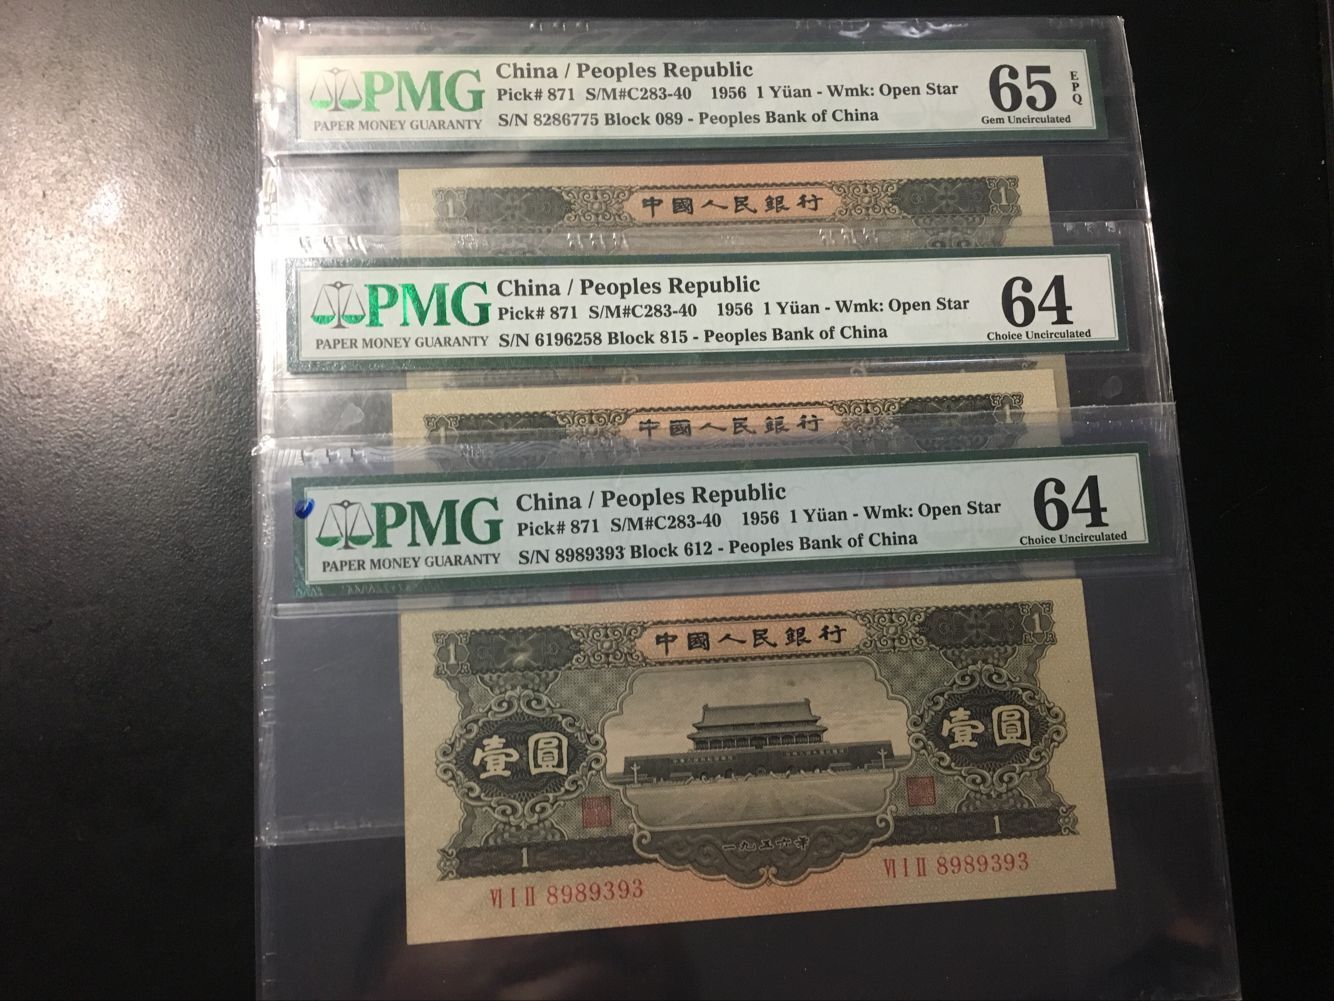 PMG
PAPER MONEY GUARANTY
China / Peoples Republic
Pick# 871 S/M#C283-40 1956 1 Yüan - Wmk: Open Star
S/N 8286775 Block 089 - Peoples Bank of China
65 EPQ
Gem Uncirculated
1 中國人民銀行 1
PMG
PAPER MONEY GUARANTY
China / Peoples Republic
Pick# 871 S/M#C283-40 1956 1 Yüan - Wmk: Open Star
S/N 6196258 Block 815 - Peoples Bank of China
64
Choice Uncirculated
1 中國人民銀行 1
PMG
PAPER MONEY GUARANTY
China / Peoples Republic
Pick# 871 S/M#C283-40 1956 1 Yüan - Wmk: Open Star
S/N 8989393 Block 612 - Peoples Bank of China
64
Choice Uncirculated
1 中國人民銀行 1
壹圓 壹圓
1 一九五六年 1
VI I II 8989393 VI I II 8989393